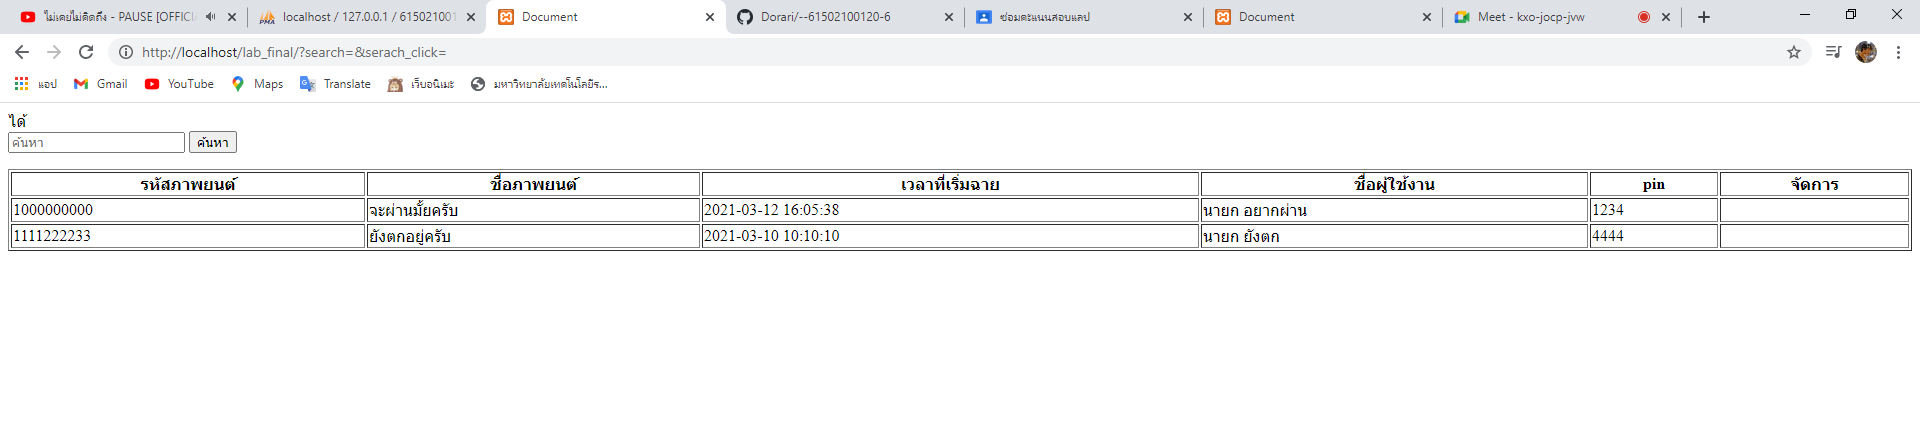 ไม่เคยไม่คิดถึง - PAUSE [OFFICI
localhost / 127.0.0.1 / 615021001
Document
Dorari/--61502100120-6
ซ่อมคะแนนสอบแลป
Document
Meet - kxo-jocp-jvw
http://localhost/lab_final/?search=&serach_click=
แอป
Gmail
YouTube
Maps
Translate
เว็บอนิเมะ
มหาวิทยาลัยเทคโนโลยีร...
ได้
ค้นหา ค้นหา
รหัสภาพยนต์ ชื่อภาพยนต์ เวลาที่เริ่มฉาย ชื่อผู้ใช้งาน pin จัดการ
1000000000 จะผ่านมั้ยครับ 2021-03-12 16:05:38 นายก อยากผ่าน 1234
1111222233 ยังตกอยู่ครับ 2021-03-10 10:10:10 นายก ยังตก 4444